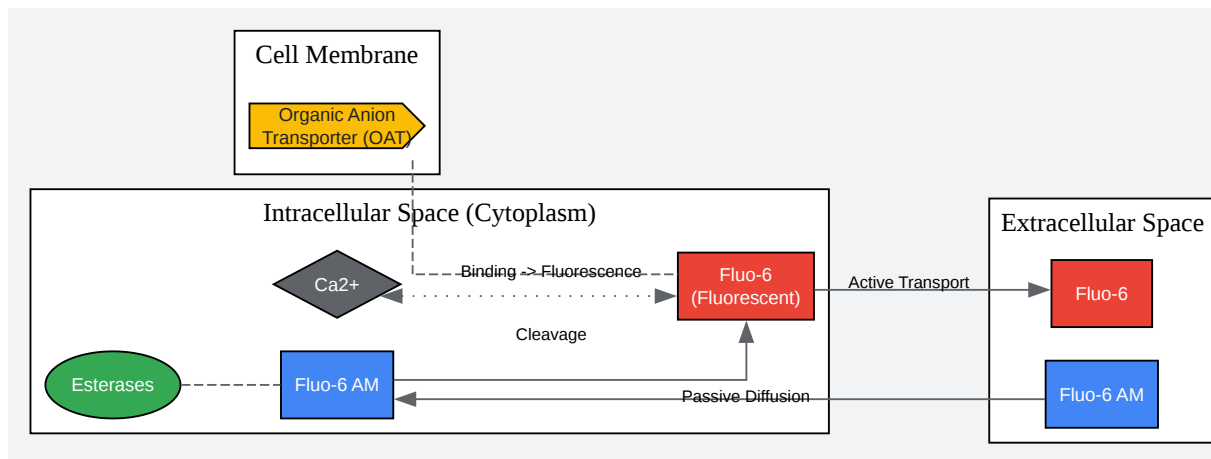 Cell Membrane
Organic Anion
Transporter (OAT)
Intracellular Space (Cytoplasm)
Extracellular Space
Ca2+
Binding -> Fluorescence
Fluo-6
(Fluorescent)
Active Transport
Fluo-6
Cleavage
Esterases
Fluo-6 AM
Passive Diffusion
Fluo-6 AM